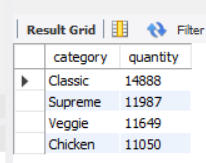 Result Grid Filter
category quantity
Classic 14888
Supreme 11987
Veggie 11649
Chicken 11050